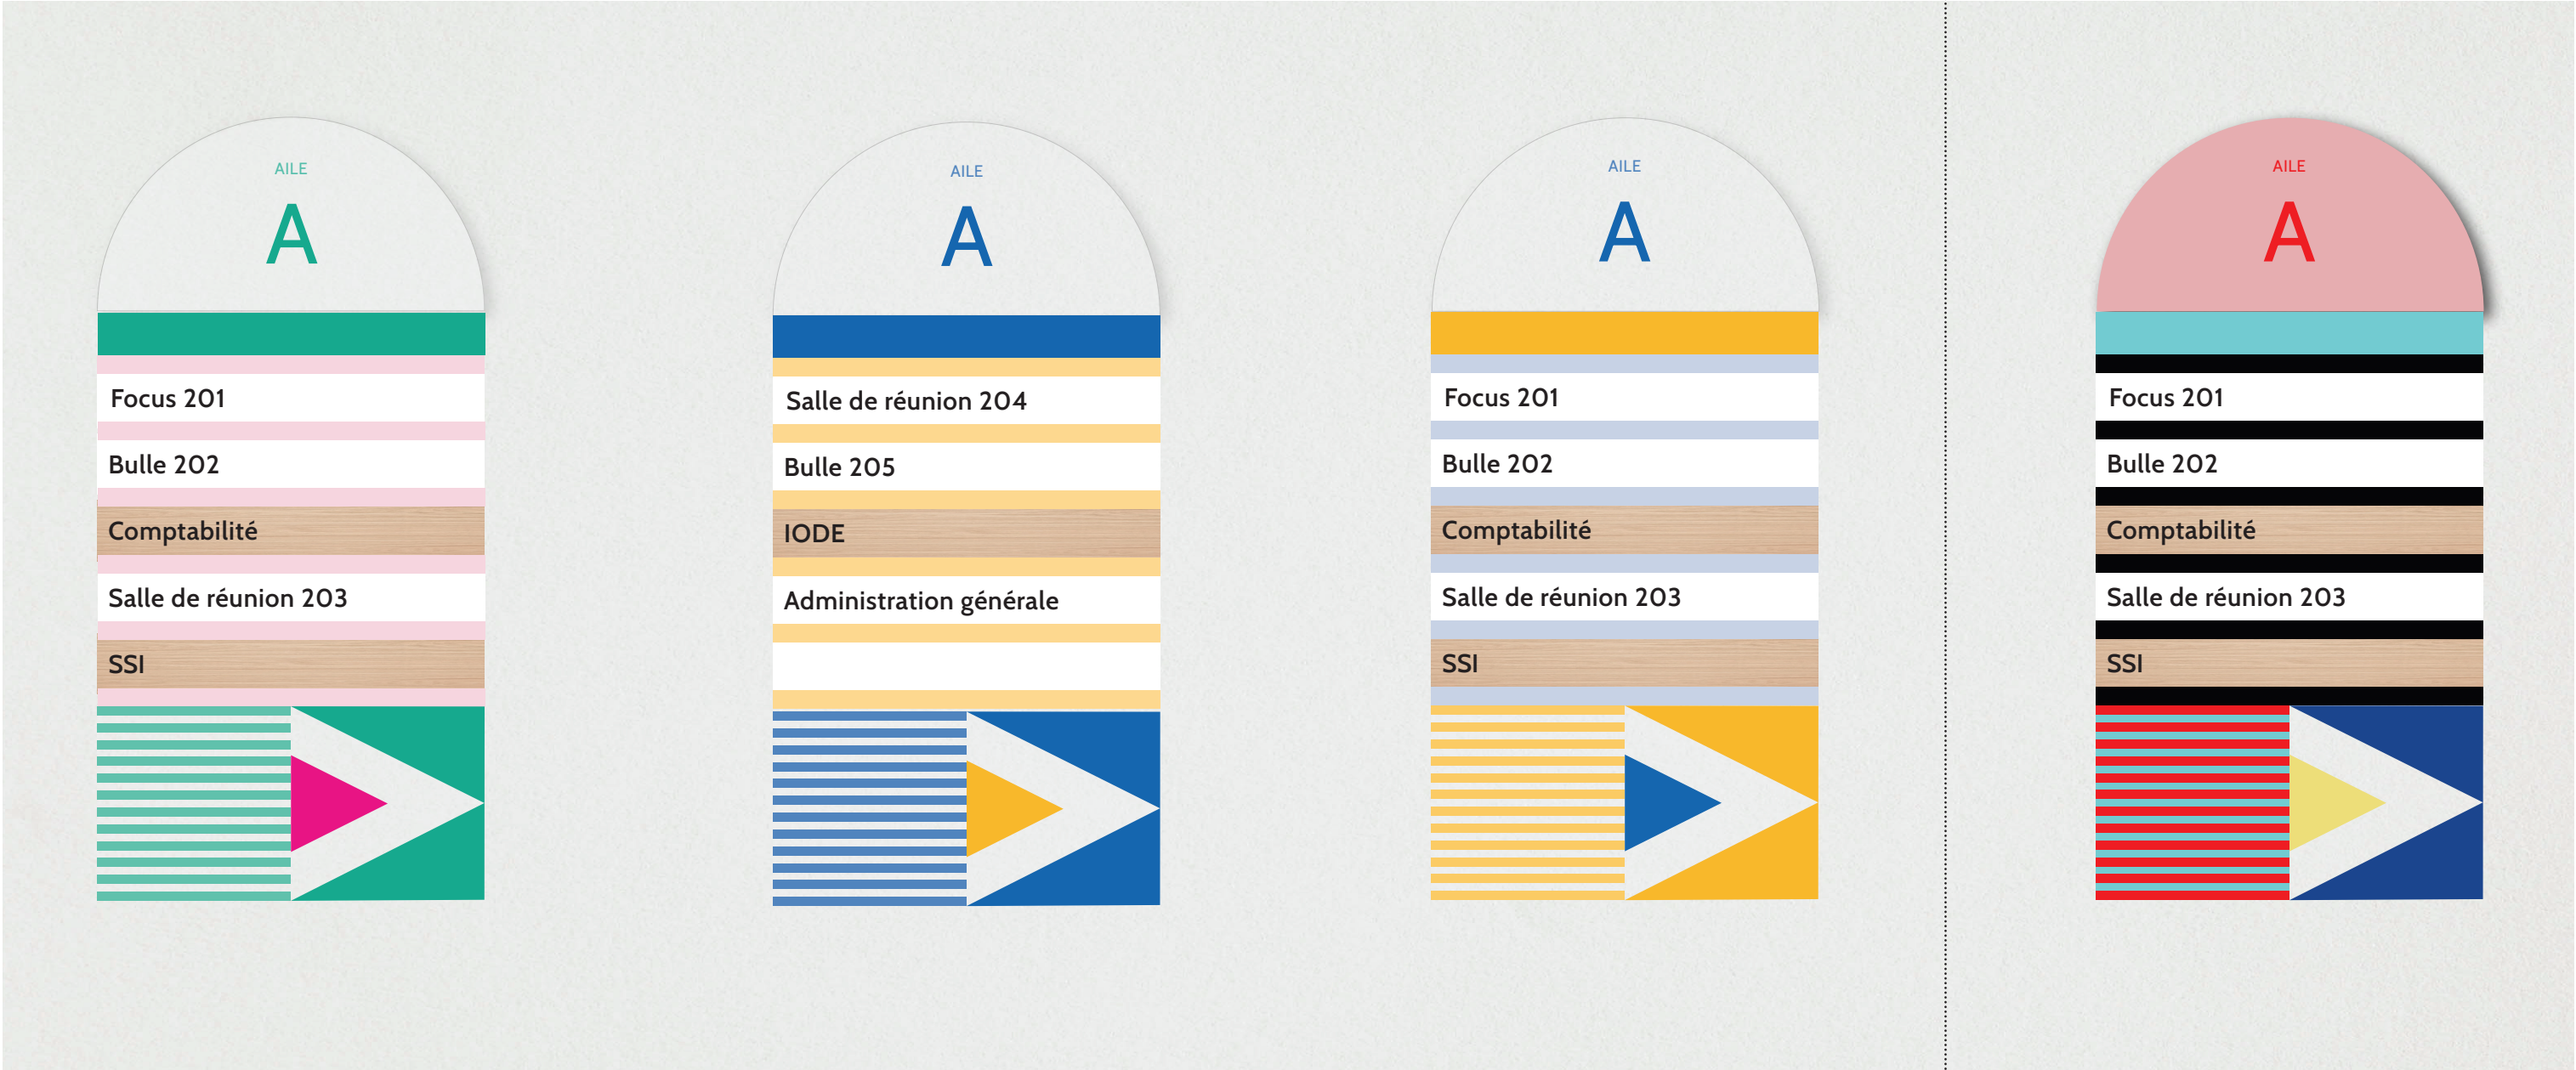 AILE
A
Focus 201
Bulle 202
Comptabilité
Salle de réunion 203
SSI
AILE
A
Salle de réunion 204
Bulle 205
IODE
Administration générale
AILE
A
Focus 201
Bulle 202
Comptabilité
Salle de réunion 203
SSI
AILE
A
Focus 201
Bulle 202
Comptabilité
Salle de réunion 203
SSI